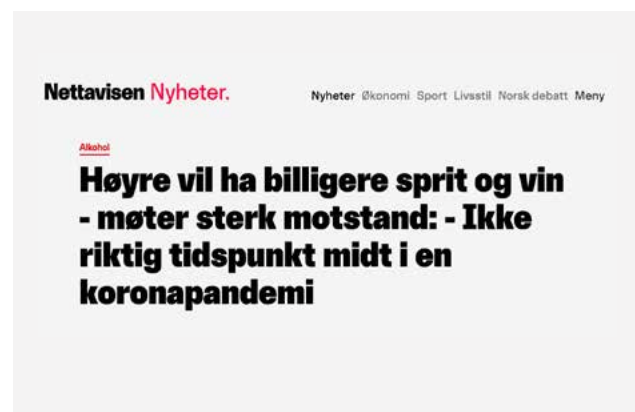 Nettavisen Nyheter.
Nyheter Økonomi Sport Livsstil Norsk debatt Meny
Alkohol
Høyre vil ha billigere sprit og vin
- møter sterk motstand: - Ikke
riktig tidspunkt midt i en
koronapandemi